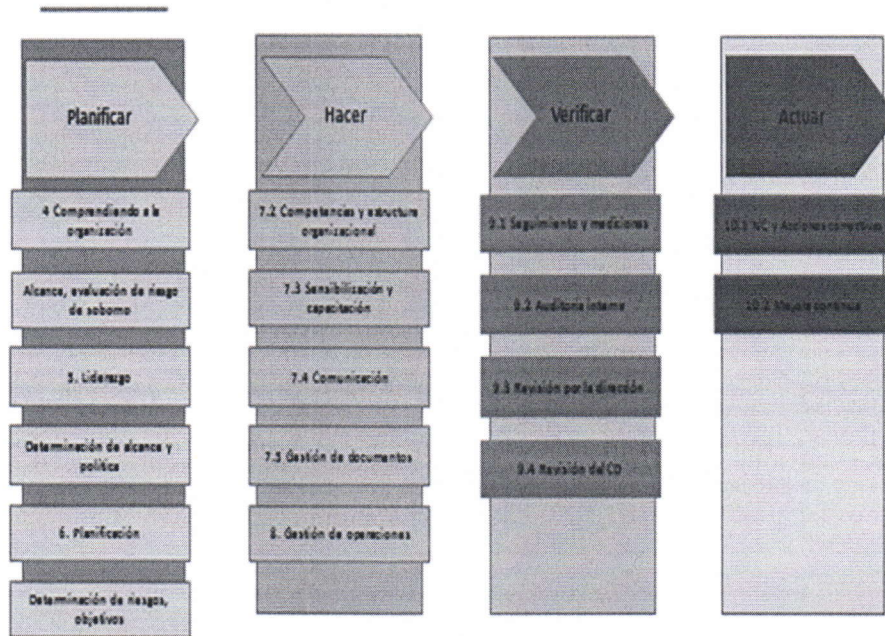 Planificar
4 Comprendiendo a la
organización
Alcance, evaluación de riesgo
de soborno
5. Liderazgo
Determinación de alcance y
política
6. Planificación
Determinación de riesgos,
objetivos
Hacer
7.2 Competencias y estructura
organizacional
7.3 Sensibilización y
capacitación
7.4 Comunicación
7.5 Gestión de documentos
8. Gestión de operaciones
Verificar
9.1 Seguimiento y mediciones
9.2 Auditoria interna
9.3 Revisión por la dirección
9.4 Revisión del CD
Actuar
10.1 NC y Acciones correctivas
10.2 Mejora continua